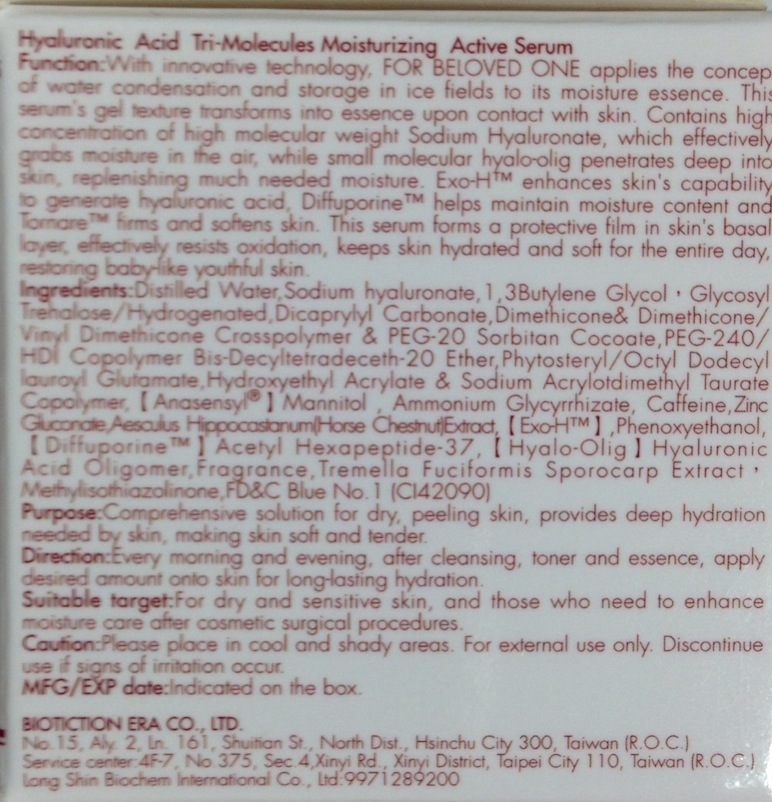 Hyaluronic Acid Tri-Molecules Moisturizing Active Serum
Function:With innovative technology, FOR BELOVED ONE applies the concep
of water condensation and storage in ice fields to its moisture essence. This
serum's gel texture transforms into essence upon contact with skin. Contains high
concentration of high molecular weight Sodium Hyaluronate, which effectively
grabs moisture in the air, while small molecular hyalo-olig penetrates deep into
skin, replenishing much needed moisture. Exo-H™ enhances skin's capability
to generate hyaluronic acid, Diffuporine™ helps maintain moisture content and
Tomare™ firms and softens skin. This serum forms a protective film in skin's basal
layer, effectively resists oxidation, keeps skin hydrated and soft for the entire day,
restoring baby-like youthful skin.
Ingredients:Distilled Water,Sodium hyaluronate,1,3Butylene Glycol，Glycosyl
Trehalose/Hydrogenated,Dicaprylyl Carbonate,Dimethicone& Dimethicone/
Vinyl Dimethicone Crosspolymer & PEG-20 Sorbitan Cocoate,PEG-240/
HDI Copolymer Bis-Decyltetradeceth-20 Ether,Phytosteryl/Octyl Dodecyl
lauroyl Glutamate,Hydroxyethyl Acrylate & Sodium Acrylotdimethyl Taurate
Copolymer,【Anasensyl®】Mannitol , Ammonium Glycyrrhizate, Caffeine,Zinc
Gluconate,Aesculus Hippocastanum(Horse Chestnut)Extract,【Exo-H™】,Phenoxyethanol,
【Diffuporine™】Acetyl Hexapeptide-37,【Hyalo-Olig】Hyaluronic
Acid Oligomer,Fragrance,Tremella Fuciformis Sporocarp Extract，
Methylisothiazolinone,FD&C Blue No.1 (CI42090)
Purpose:Comprehensive solution for dry, peeling skin, provides deep hydration
needed by skin, making skin soft and tender.
Direction:Every morning and evening, after cleansing, toner and essence, apply
desired amount onto skin for long-lasting hydration.
Suitable target:For dry and sensitive skin, and those who need to enhance
moisture care after cosmetic surgical procedures.
Caution:Please place in cool and shady areas. For external use only. Discontinue
use if signs of irritation occur.
MFG/EXP date:Indicated on the box.
BIOTICTION ERA CO., LTD.
No.15, Aly. 2, Ln. 161, Shuitian St., North Dist., Hsinchu City 300, Taiwan (R.O.C.)
Service center:4F-7, No.375, Sec.4,Xinyi Rd., Xinyi District, Taipei City 110, Taiwan (R.O.C.)
Long Shin Biochem International Co., Ltd:9971289200